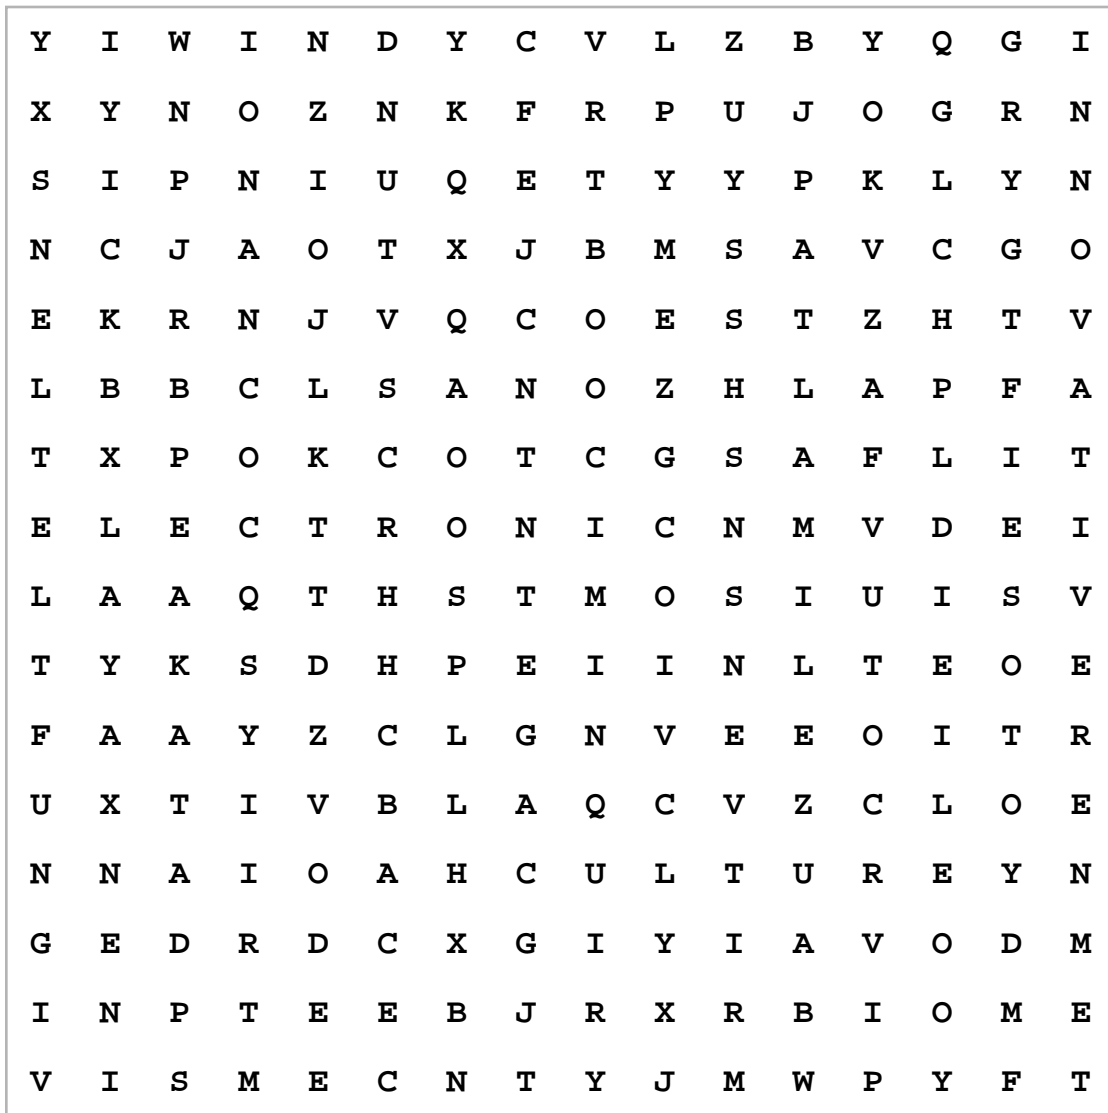 Y I W I N D Y C V L Z B Y Q G I
X Y N O Z N K F R P U J O G R N
S I P N I U Q E T Y Y P K L Y N
N C J A O T X J B M S A V C G O
E K R N J V Q C O E S T Z H T V
L B B C L S A N O Z H L A P F A
T X P O K C O T C G S A F L I T
E L E C T R O N I C N M V D E I
L A A Q T H S T M O S I U I S V
T Y K S D H P E I I N L T E O E
F A A Y Z C L G N V E E O I T R
U X T I V B L A Q C V Z C L O E
N N A I O A H C U L T U R E Y N
G E D R D C X G I Y I A V O D M
I N P T E E B J R X R B I O M E
V I S M E C N T Y J M W P Y F T